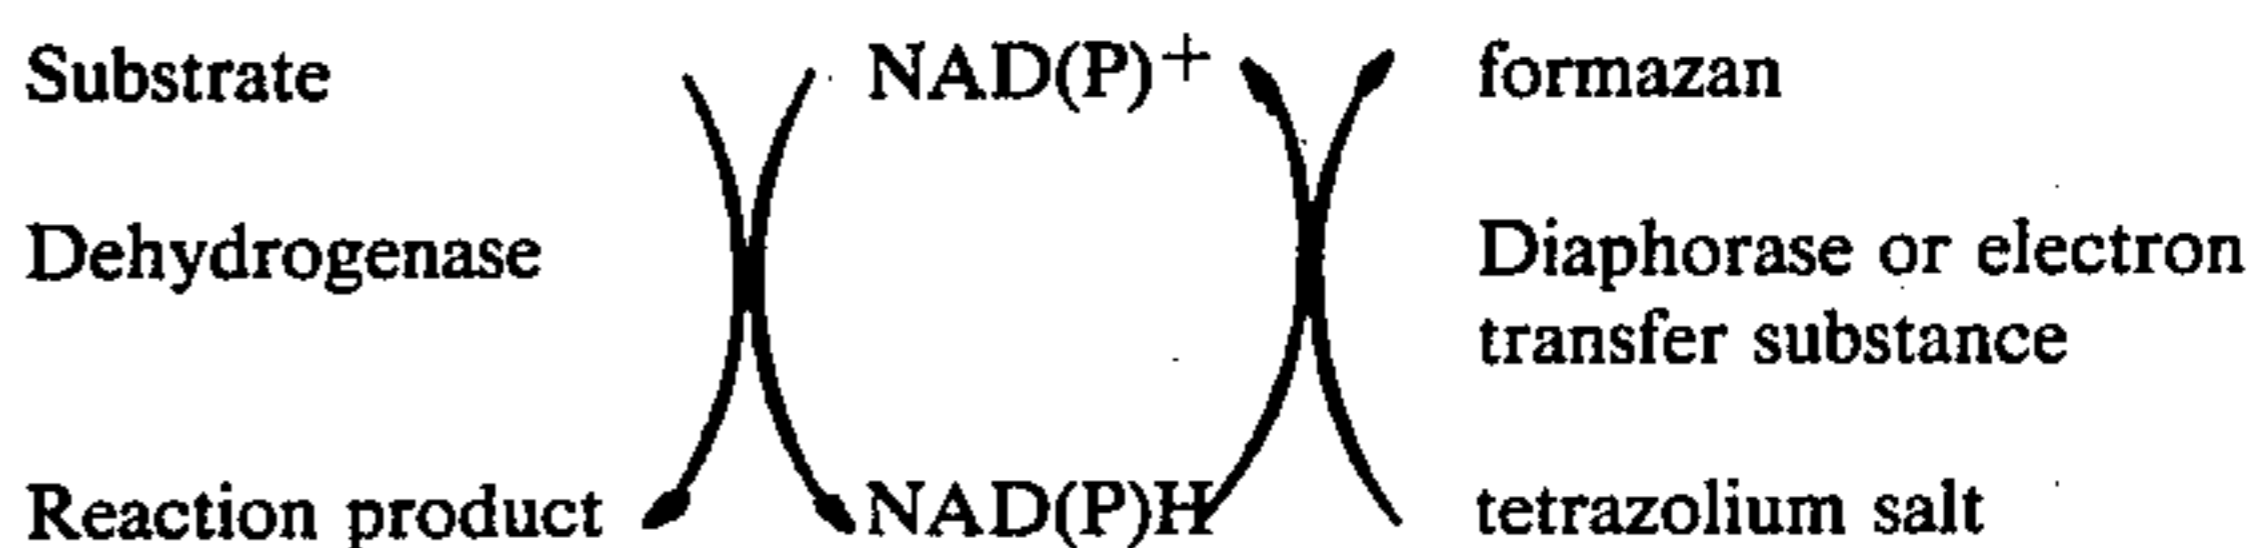 Substrate NAD(P)+ formazan
Dehydrogenase Diaphorase or electron
transfer substance
Reaction product NAD(P)H tetrazolium salt